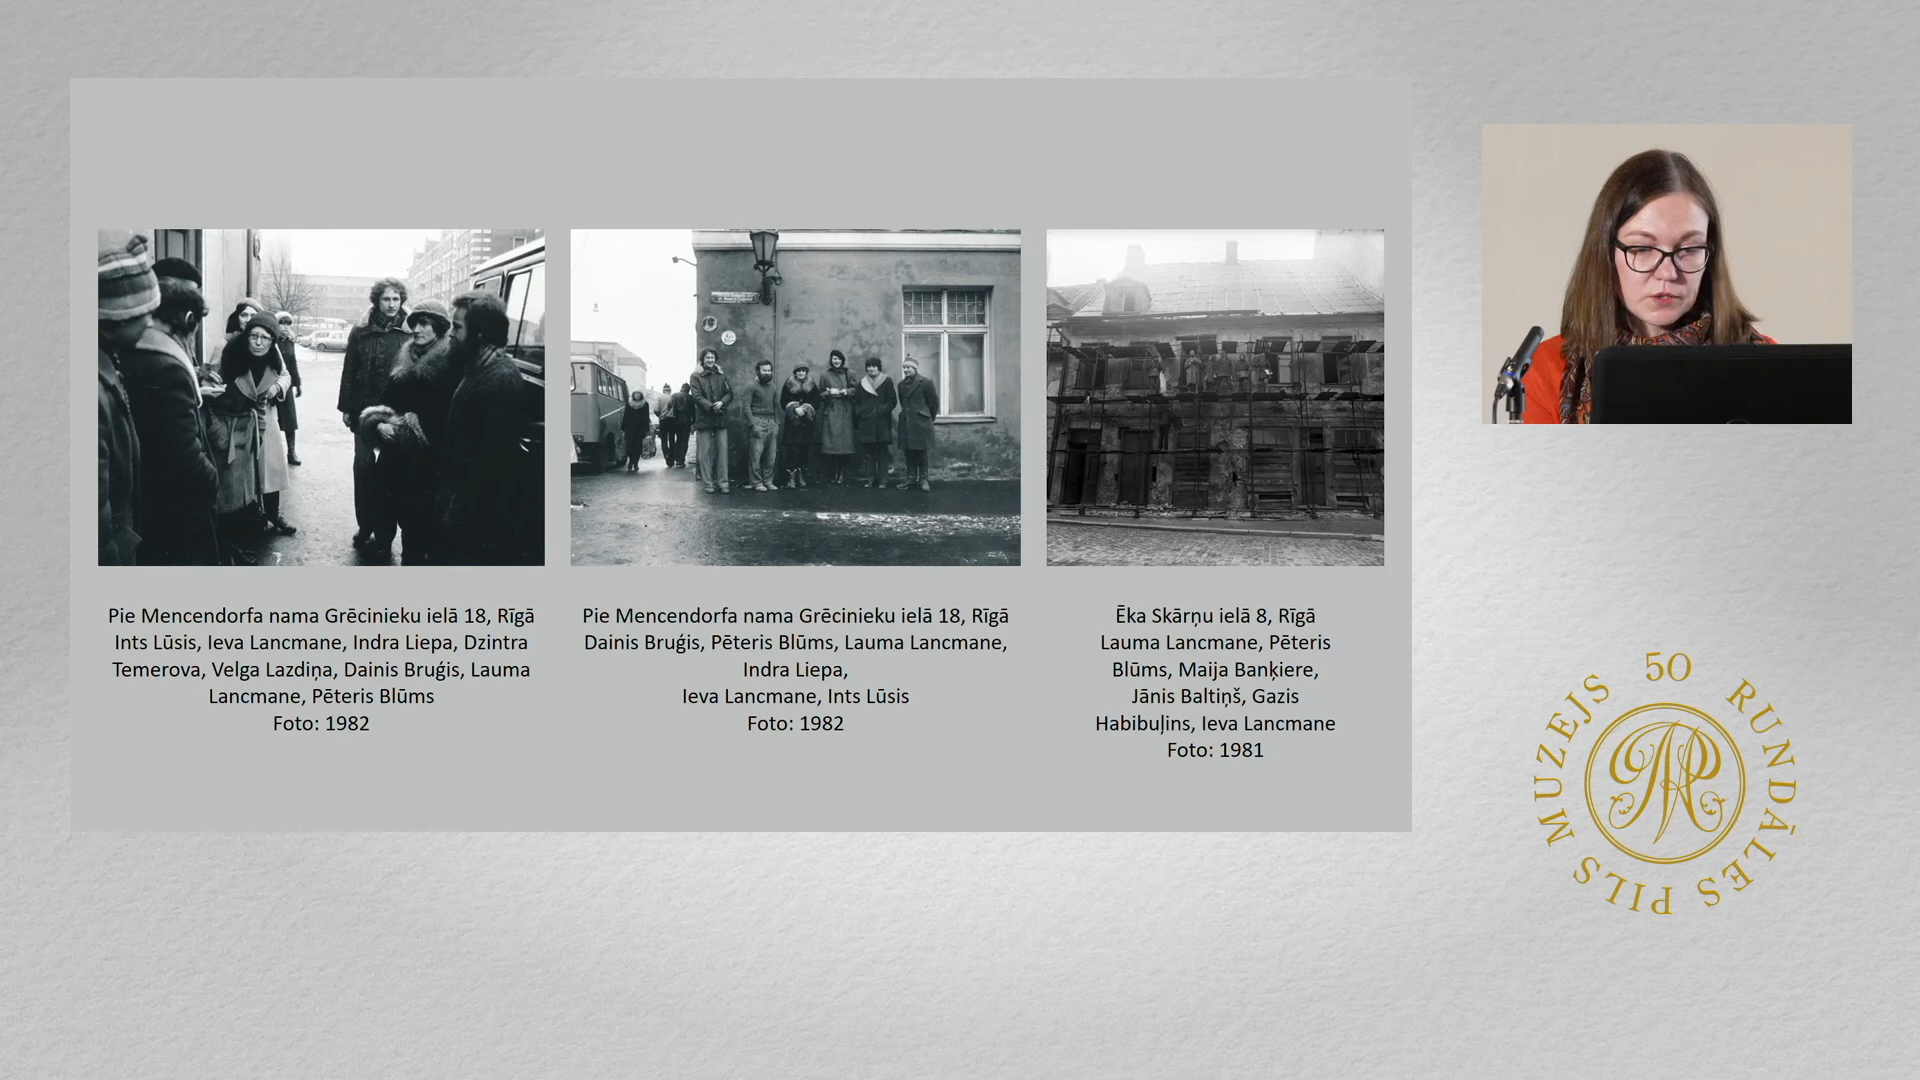 Pie Mencendorfa nama Grēcinieku ielā 18, Rīgā
Ints Lūsis, Ieva Lancmane, Indra Liepa, Dzintra
Temerova, Velga Lazdiņa, Dainis Bruģis, Lauma
Lancmane, Pēteris Blūms
Foto: 1982
Pie Mencendorfa nama Grēcinieku ielā 18, Rīgā
Dainis Bruģis, Pēteris Blūms, Lauma Lancmane,
Indra Liepa,
Ieva Lancmane, Ints Lūsis
Foto: 1982
Ēka Skārņu ielā 8, Rīgā
Lauma Lancmane, Pēteris
Blūms, Maija Baņķiere,
Jānis Baltiņš, Gazis
Habibuļins, Ieva Lancmane
Foto: 1981
50 RUNDĀLES PILS MUZEJS